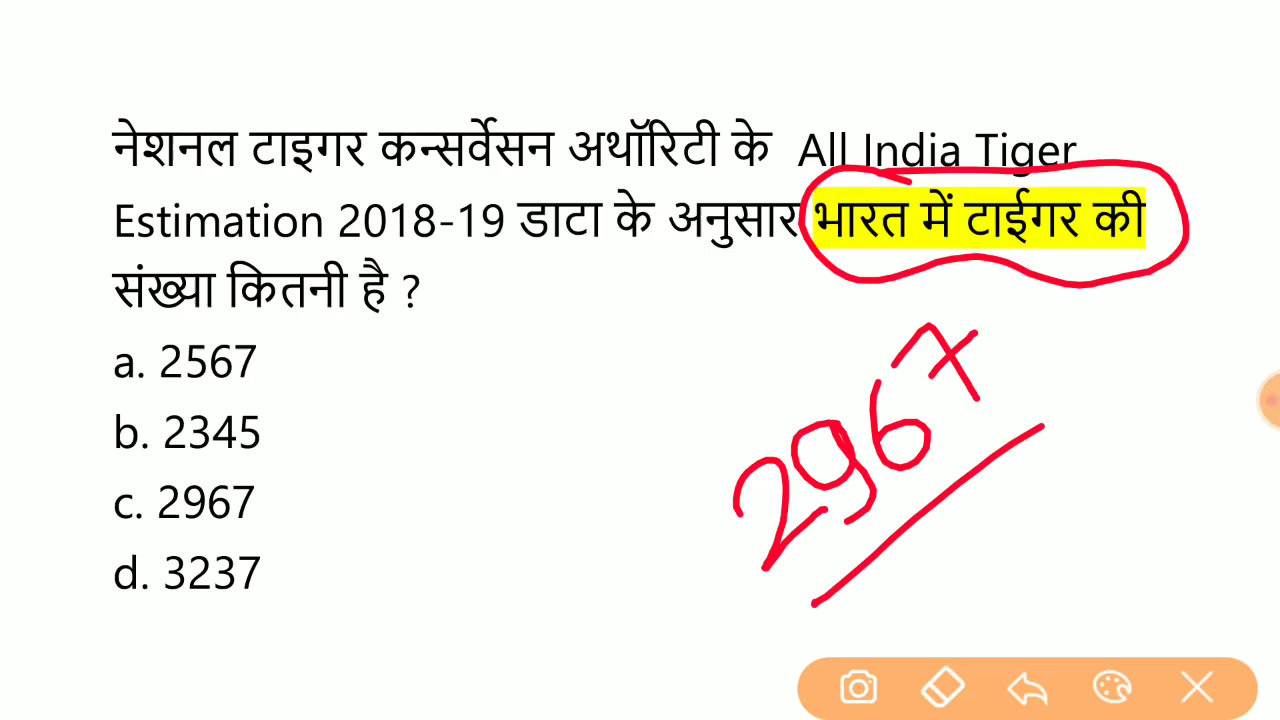 नेशनल टाइगर कन्सर्वेसन अथॉरिटी के All India Tiger
Estimation 2018-19 डाटा के अनुसार भारत में टाईगर की
संख्या कितनी है ?
a. 2567
b. 2345
c. 2967
d. 3237
2967